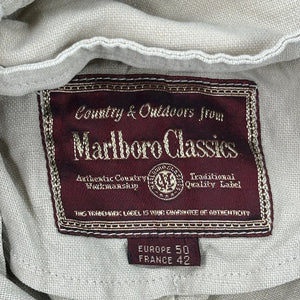 Country & Outdoors from
Marlboro Classics
Authentic Country Traditional
Workmanship Quality Label
THIS TRADEMARK LABEL IS YOUR GUARANTEE OF AUTHENTICITY
EUROPE 50
FRANCE 42